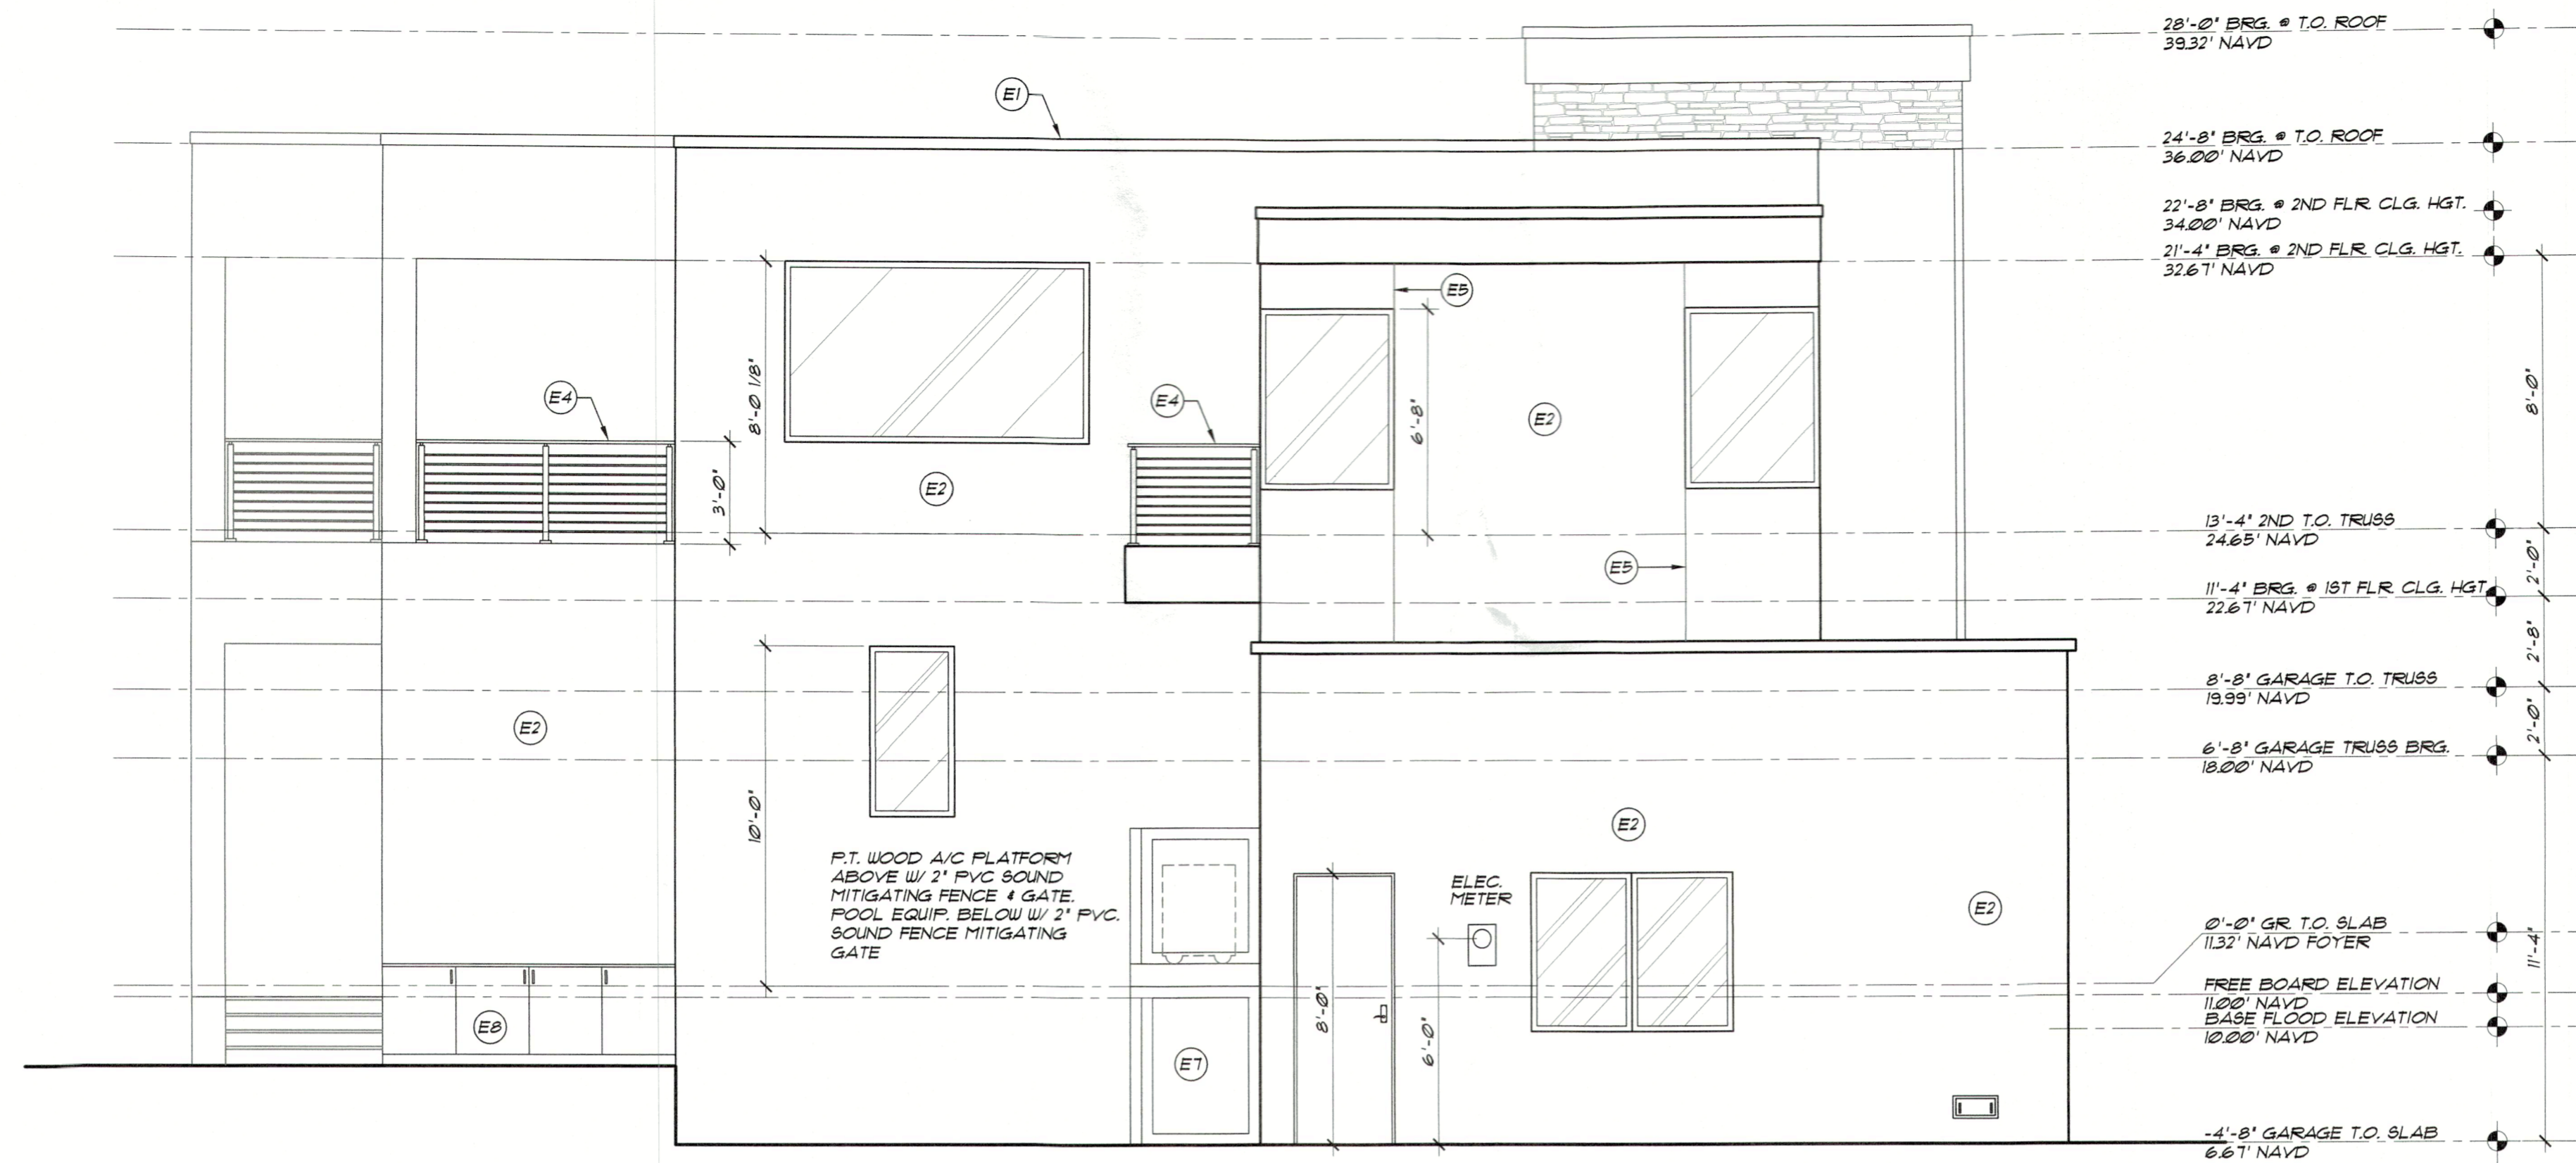 28'-0" BRG. @ T.O. ROOF
39.32' NAVD
E1
24'-8" BRG. @ T.O. ROOF
36.00' NAVD
22'-8" BRG. @ 2ND FLR. CLG. HGT.
34.00' NAVD
21'-4" BRG. @ 2ND FLR. CLG. HGT.
32.67' NAVD
E5
8'-0 1/8"
E4
E4
6'-8"
E2
8'-0"
3'-0"
E2
13'-4" 2ND T.O. TRUSS
24.65' NAVD
E5
2'-0"
11'-4" BRG. @ 1ST FLR. CLG. HGT.
22.67' NAVD
2'-8"
8'-8" GARAGE T.O. TRUSS
19.99' NAVD
E2
2'-0"
6'-8" GARAGE TRUSS BRG.
18.00' NAVD
10'-0"
E2
P.T. WOOD A/C PLATFORM
ABOVE W/ 2" PVC SOUND
MITIGATING FENCE & GATE.
POOL EQUIP. BELOW W/ 2" PVC.
SOUND FENCE MITIGATING
GATE
ELEC.
METER
E2
0'-0" GR. T.O. SLAB
11.32' NAVD FOYER
11'-4"
FREE BOARD ELEVATION
11.00' NAVD
BASE FLOOD ELEVATION
10.00' NAVD
8'-0"
6'-0"
E8
E7
-4'-8" GARAGE T.O. SLAB
6.67' NAVD